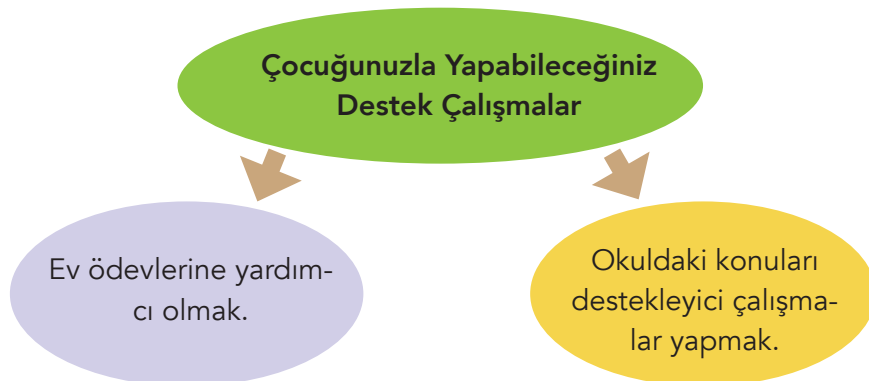 Çocuğunuzla Yapabileceğiniz
Destek Çalışmalar
Ev ödevlerine yardım-
cı olmak.
Okuldaki konuları
destekleyici çalışma-
lar yapmak.